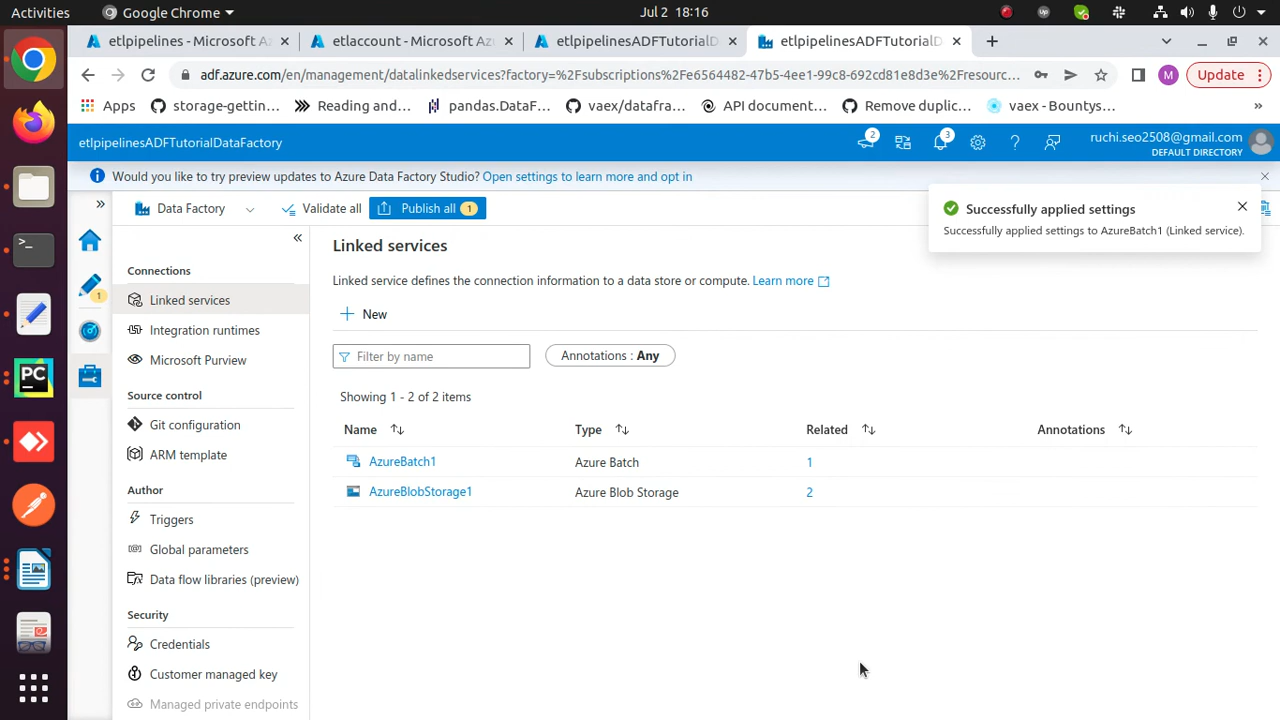 Activities
Google Chrome
Jul 2 18:16
etlpipelines - Microsoft Az
etlaccount - Microsoft Az
etlpipelinesADFTutorialD
etlpipelinesADFTutorialD
adf.azure.com/en/management/datalinkedservices?factory=%2Fsubscriptions%2Fe6564482-47b5-4ee1-99c8-692cd81e8d3e%2Fresourc...
M
Update
Apps
storage-gettin...
Reading and...
pandas.DataF...
vaex/datafra...
API document...
Remove duplic...
vaex - Bountys...
»
etlpipelinesADFTutorialDataFactory
2
3
ruchi.seo2508@gmail.com
DEFAULT DIRECTORY
Would you like to try preview updates to Azure Data Factory Studio? Open settings to learn more and opt in
Data Factory
Validate all
Publish all 1
Successfully applied settings
Successfully applied settings to AzureBatch1 (Linked service).
1
Connections
Linked services
Integration runtimes
Microsoft Purview
Source control
Git configuration
ARM template
Author
Triggers
Global parameters
Data flow libraries (preview)
Security
Credentials
Customer managed key
Managed private endpoints
Linked services
Linked service defines the connection information to a data store or compute. Learn more
New
Filter by name
Annotations : Any
Showing 1 - 2 of 2 items
Name Type Related Annotations
AzureBatch1 Azure Batch 1
AzureBlobStorage1 Azure Blob Storage 2
PC